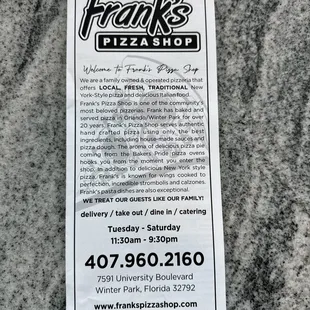 Frank's
PIZZA SHOP
Welcome to Frank's Pizza Shop
We are a family owned & operated pizzeria that
offers LOCAL, FRESH, TRADITIONAL New
York-Style pizza and delicious Italian food.
Frank's Pizza Shop is one of the community's
most beloved pizzerias. Frank has baked and
served pizza in Orlando/Winter Park for over
20 years. Frank's Pizza Shop serves authentic
hand crafted pizza using only the best
ingredients, including house-made sauces and
pizza dough. The aroma of delicious pizza pie
coming from the Bakers Pride pizza ovens
hooks you from the moment you enter the
shop. In addition to delicious New York style
pizza, Frank's is known for wings cooked to
perfection, incredible strombolis and calzones.
Frank's pasta dishes are also exceptional.
WE TREAT OUR GUESTS LIKE OUR FAMILY!
delivery / take out / dine in / catering
Tuesday - Saturday
11:30am - 9:30pm
407.960.2160
7591 University Boulevard
Winter Park, Florida 32792
www.frankspizzashop.com